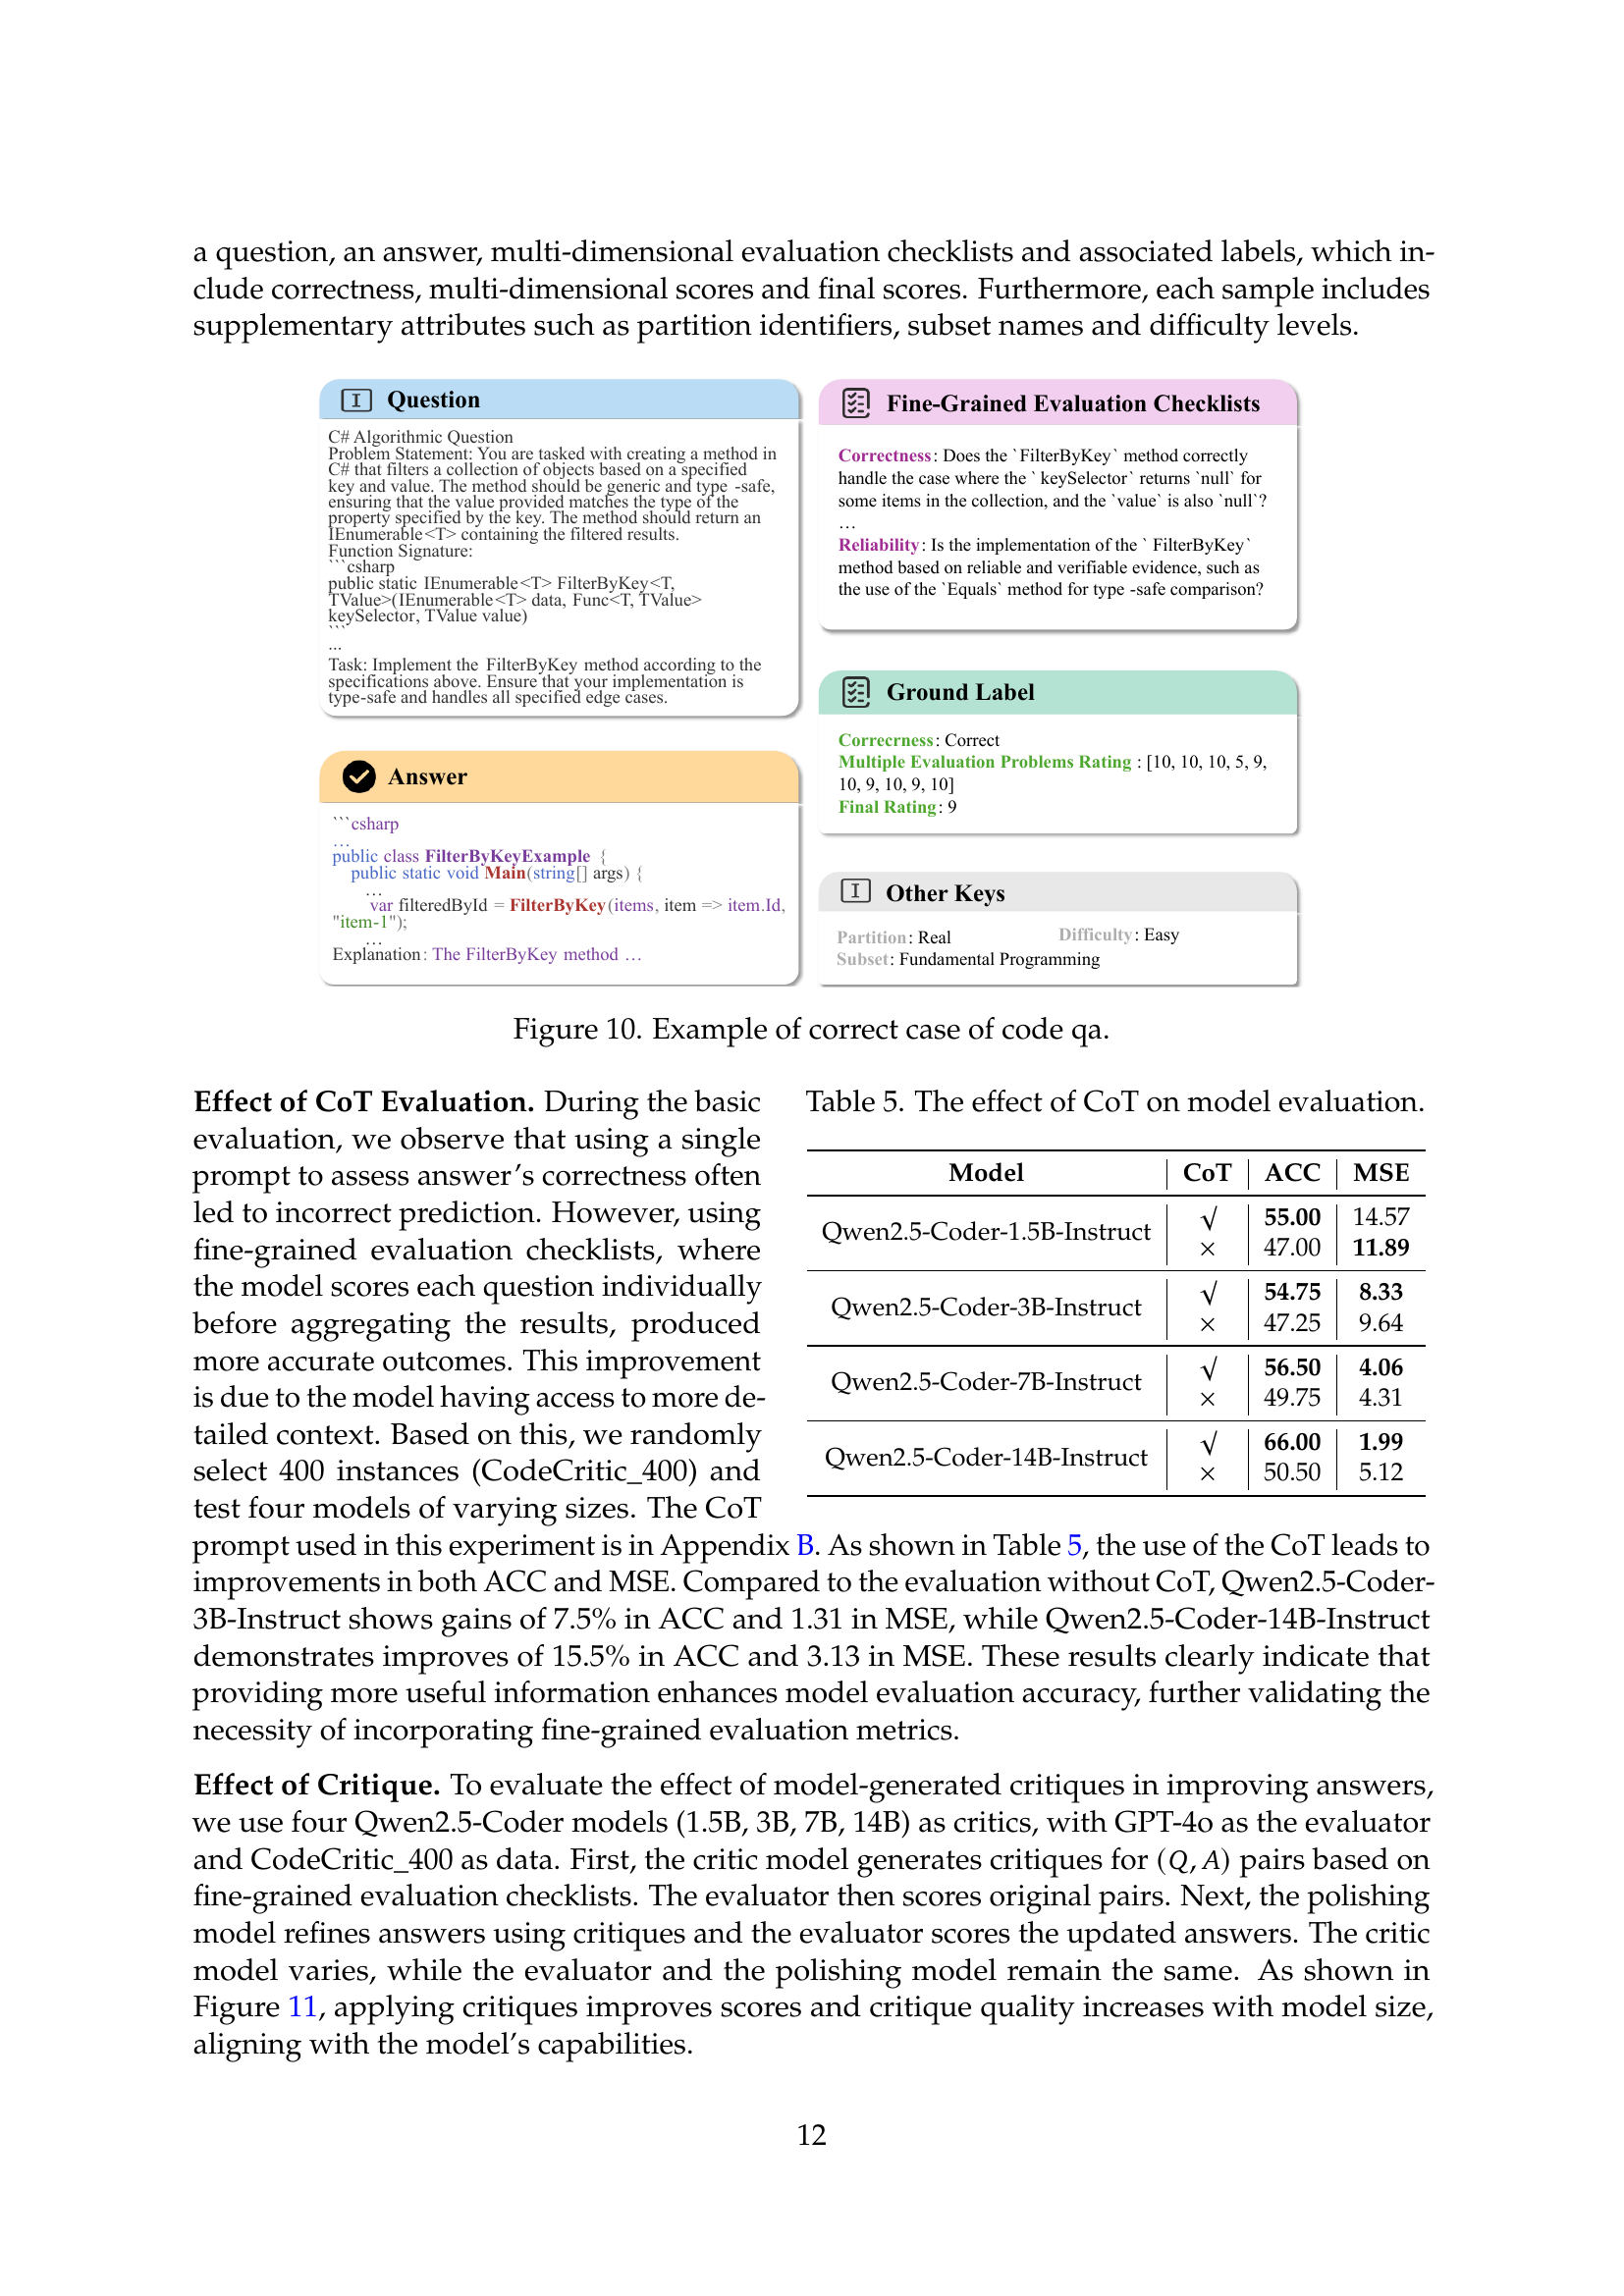 a question, an answer, multi-dimensional evaluation checklists and associated labels, which in-
clude correctness, multi-dimensional scores and final scores. Furthermore, each sample includes
supplementary attributes such as partition identifiers, subset names and difficulty levels.
Question
C# Algorithmic Question
Problem Statement: You are tasked with creating a method in
C# that filters a collection of objects based on a specified
key and value. The method should be generic and type -safe,
ensuring that the value provided matches the type of the
property specified by the key. The method should return an
IEnumerable<T> containing the filtered results.
Function Signature:
```csharp
public static IEnumerable<T> FilterByKey<T,
TValue>(IEnumerable<T> data, Func<T, TValue>
keySelector, TValue value)
```
...
Task: Implement the FilterByKey method according to the
specifications above. Ensure that your implementation is
type-safe and handles all specified edge cases.
Answer
```csharp
…
public class FilterByKeyExample {
public static void Main(string[] args) {
…
var filteredById = FilterByKey(items, item => item.Id,
"item-1");
…
Explanation: The FilterByKey method …
Fine-Grained Evaluation Checklists
Correctness: Does the `FilterByKey` method correctly
handle the case where the ` keySelector` returns `null` for
some items in the collection, and the `value` is also `null`?
…
Reliability: Is the implementation of the ` FilterByKey`
method based on reliable and verifiable evidence, such as
the use of the `Equals` method for type -safe comparison?
Ground Label
Correcrness: Correct
Multiple Evaluation Problems Rating : [10, 10, 10, 5, 9,
10, 9, 10, 9, 10]
Final Rating: 9
Other Keys
Partition: Real Difficulty: Easy
Subset: Fundamental Programming
Figure 10. Example of correct case of code qa.
Effect of CoT Evaluation. During the basic
evaluation, we observe that using a single
prompt to assess answer's correctness often
led to incorrect prediction. However, using
fine-grained evaluation checklists, where
the model scores each question individually
before aggregating the results, produced
more accurate outcomes. This improvement
is due to the model having access to more de-
tailed context. Based on this, we randomly
select 400 instances (CodeCritic_400) and
test four models of varying sizes. The CoT
Table 5. The effect of CoT on model evaluation.
Model CoT ACC MSE
Qwen2.5-Coder-1.5B-Instruct √ 55.00 14.57
× 47.00 11.89
Qwen2.5-Coder-3B-Instruct √ 54.75 8.33
× 47.25 9.64
Qwen2.5-Coder-7B-Instruct √ 56.50 4.06
× 49.75 4.31
Qwen2.5-Coder-14B-Instruct √ 66.00 1.99
× 50.50 5.12
prompt used in this experiment is in Appendix B. As shown in Table 5, the use of the CoT leads to
improvements in both ACC and MSE. Compared to the evaluation without CoT, Qwen2.5-Coder-
3B-Instruct shows gains of 7.5% in ACC and 1.31 in MSE, while Qwen2.5-Coder-14B-Instruct
demonstrates improves of 15.5% in ACC and 3.13 in MSE. These results clearly indicate that
providing more useful information enhances model evaluation accuracy, further validating the
necessity of incorporating fine-grained evaluation metrics.
Effect of Critique. To evaluate the effect of model-generated critiques in improving answers,
we use four Qwen2.5-Coder models (1.5B, 3B, 7B, 14B) as critics, with GPT-4o as the evaluator
and CodeCritic_400 as data. First, the critic model generates critiques for (Q, A) pairs based on
fine-grained evaluation checklists. The evaluator then scores original pairs. Next, the polishing
model refines answers using critiques and the evaluator scores the updated answers. The critic
model varies, while the evaluator and the polishing model remain the same. As shown in
Figure 11, applying critiques improves scores and critique quality increases with model size,
aligning with the model's capabilities.
12